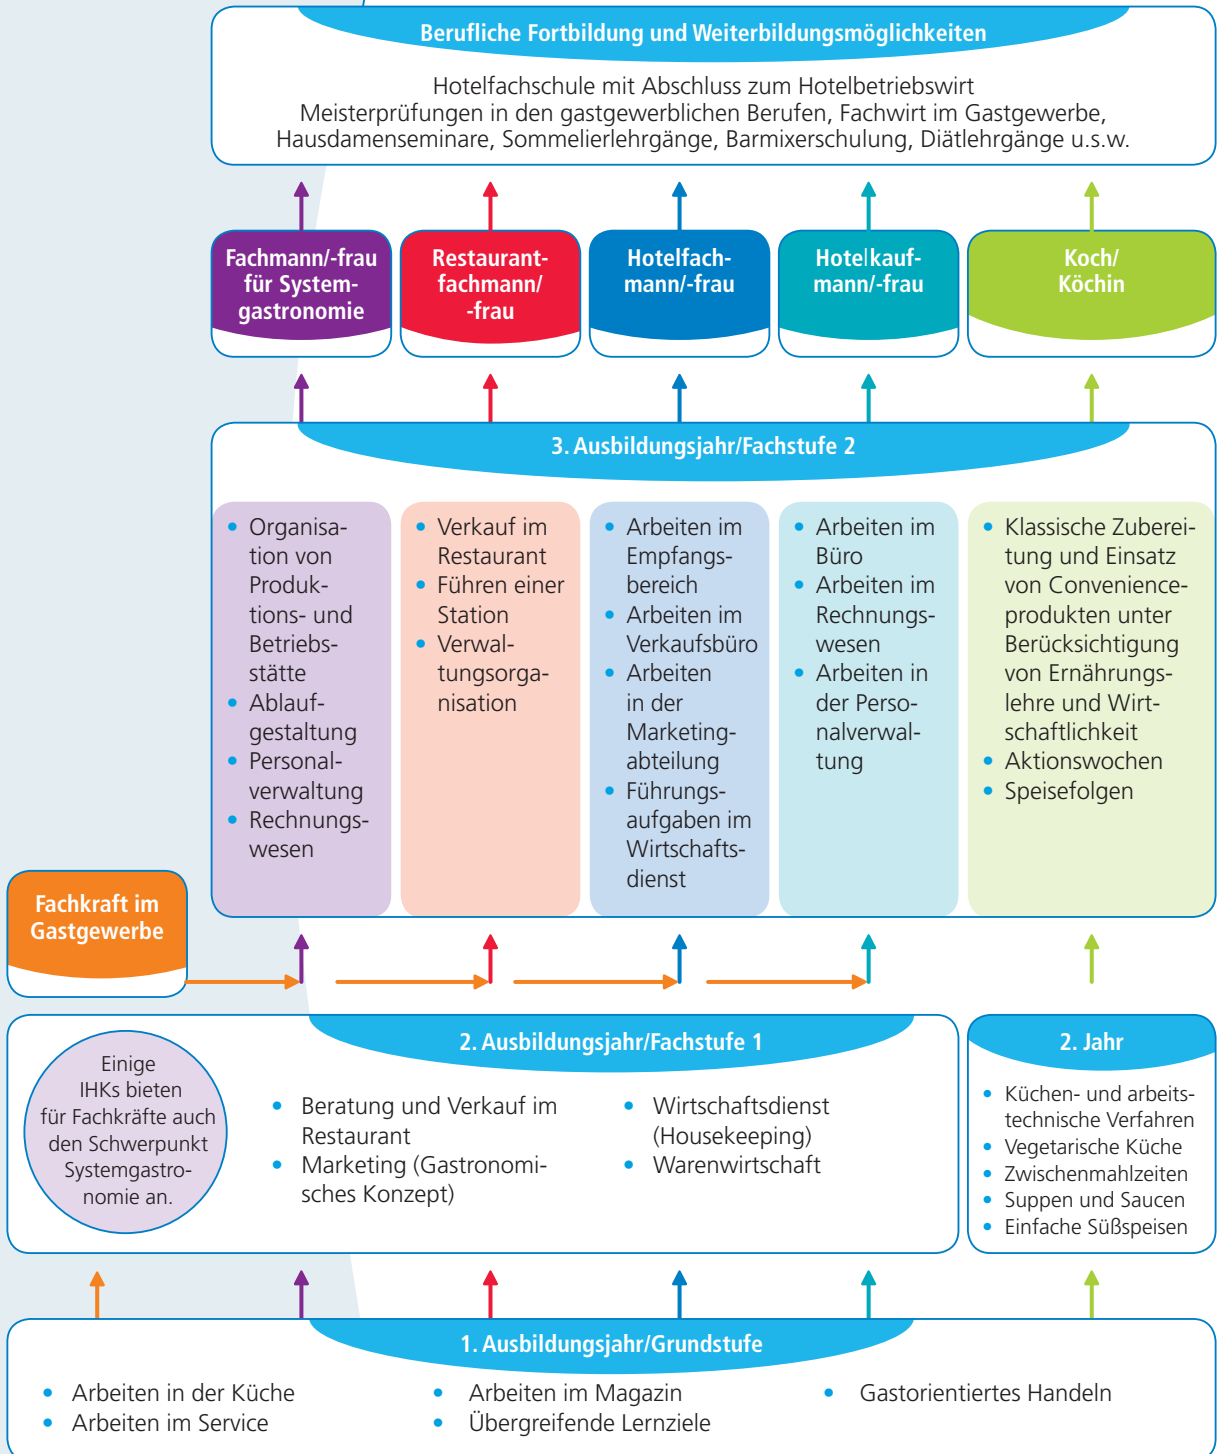 Berufliche Fortbildung und Weiterbildungsmöglichkeiten
Hotelfachschule mit Abschluss zum Hotelbetriebswirt
Meisterprüfungen in den gastgewerblichen Berufen, Fachwirt im Gastgewerbe,
Hausdamenseminare, Sommelierlehrgänge, Barmixerschulung, Diätlehrgänge u.s.w.
Fachmann/-frau
für System-
gastronomie
Restaurant-
fachmann/
-frau
Hotelfach-
mann/-frau
Hotelkauf-
mann/-frau
Koch/
Köchin
3. Ausbildungsjahr/Fachstufe 2
• Organisa-
tion von
Produk-
tions- und
Betriebs-
stätte
• Ablauf-
gestaltung
• Personal-
verwaltung
• Rechnungs-
wesen
• Verkauf im
Restaurant
• Führen einer
Station
• Verwal-
tungsorga-
nisation
• Arbeiten im
Empfangs-
bereich
• Arbeiten im
Verkaufsbüro
• Arbeiten
in der
Marketing-
abteilung
• Führungs-
aufgaben im
Wirtschafts-
dienst
• Arbeiten im
Büro
• Arbeiten im
Rechnungs-
wesen
• Arbeiten in
der Perso-
nalverwal-
tung
• Klassische Zuberei-
tung und Einsatz
von Convenience-
produkten unter
Berücksichtigung
von Ernährungs-
lehre und Wirt-
schaftlichkeit
• Aktionswochen
• Speisefolgen
Fachkraft im
Gastgewerbe
2. Ausbildungsjahr/Fachstufe 1
Einige
IHKs bieten
für Fachkräfte auch
den Schwerpunkt
Systemgastro-
nomie an.
• Beratung und Verkauf im
Restaurant
• Marketing (Gastronomi-
sches Konzept)
• Wirtschaftsdienst
(Housekeeping)
• Warenwirtschaft
2. Jahr
• Küchen- und arbeits-
technische Verfahren
• Vegetarische Küche
• Zwischenmahlzeiten
• Suppen und Saucen
• Einfache Süßspeisen
1. Ausbildungsjahr/Grundstufe
• Arbeiten in der Küche
• Arbeiten im Service
• Arbeiten im Magazin
• Übergreifende Lernziele
• Gastorientiertes Handeln